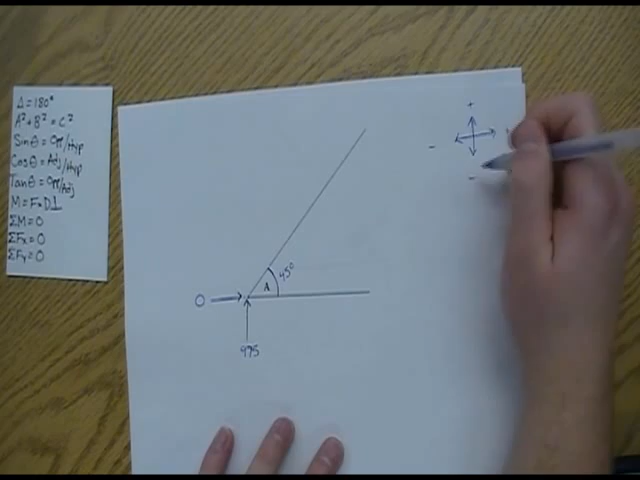 Δ = 180°
A² + B² = C²
Sinθ = OPP/HYP
Cosθ = Adj/HYP
Tanθ = OPP/Adj
M = F•D⊥
ΣM = 0
ΣFx = 0
ΣFy = 0
+
-
-
45°
A
0
975